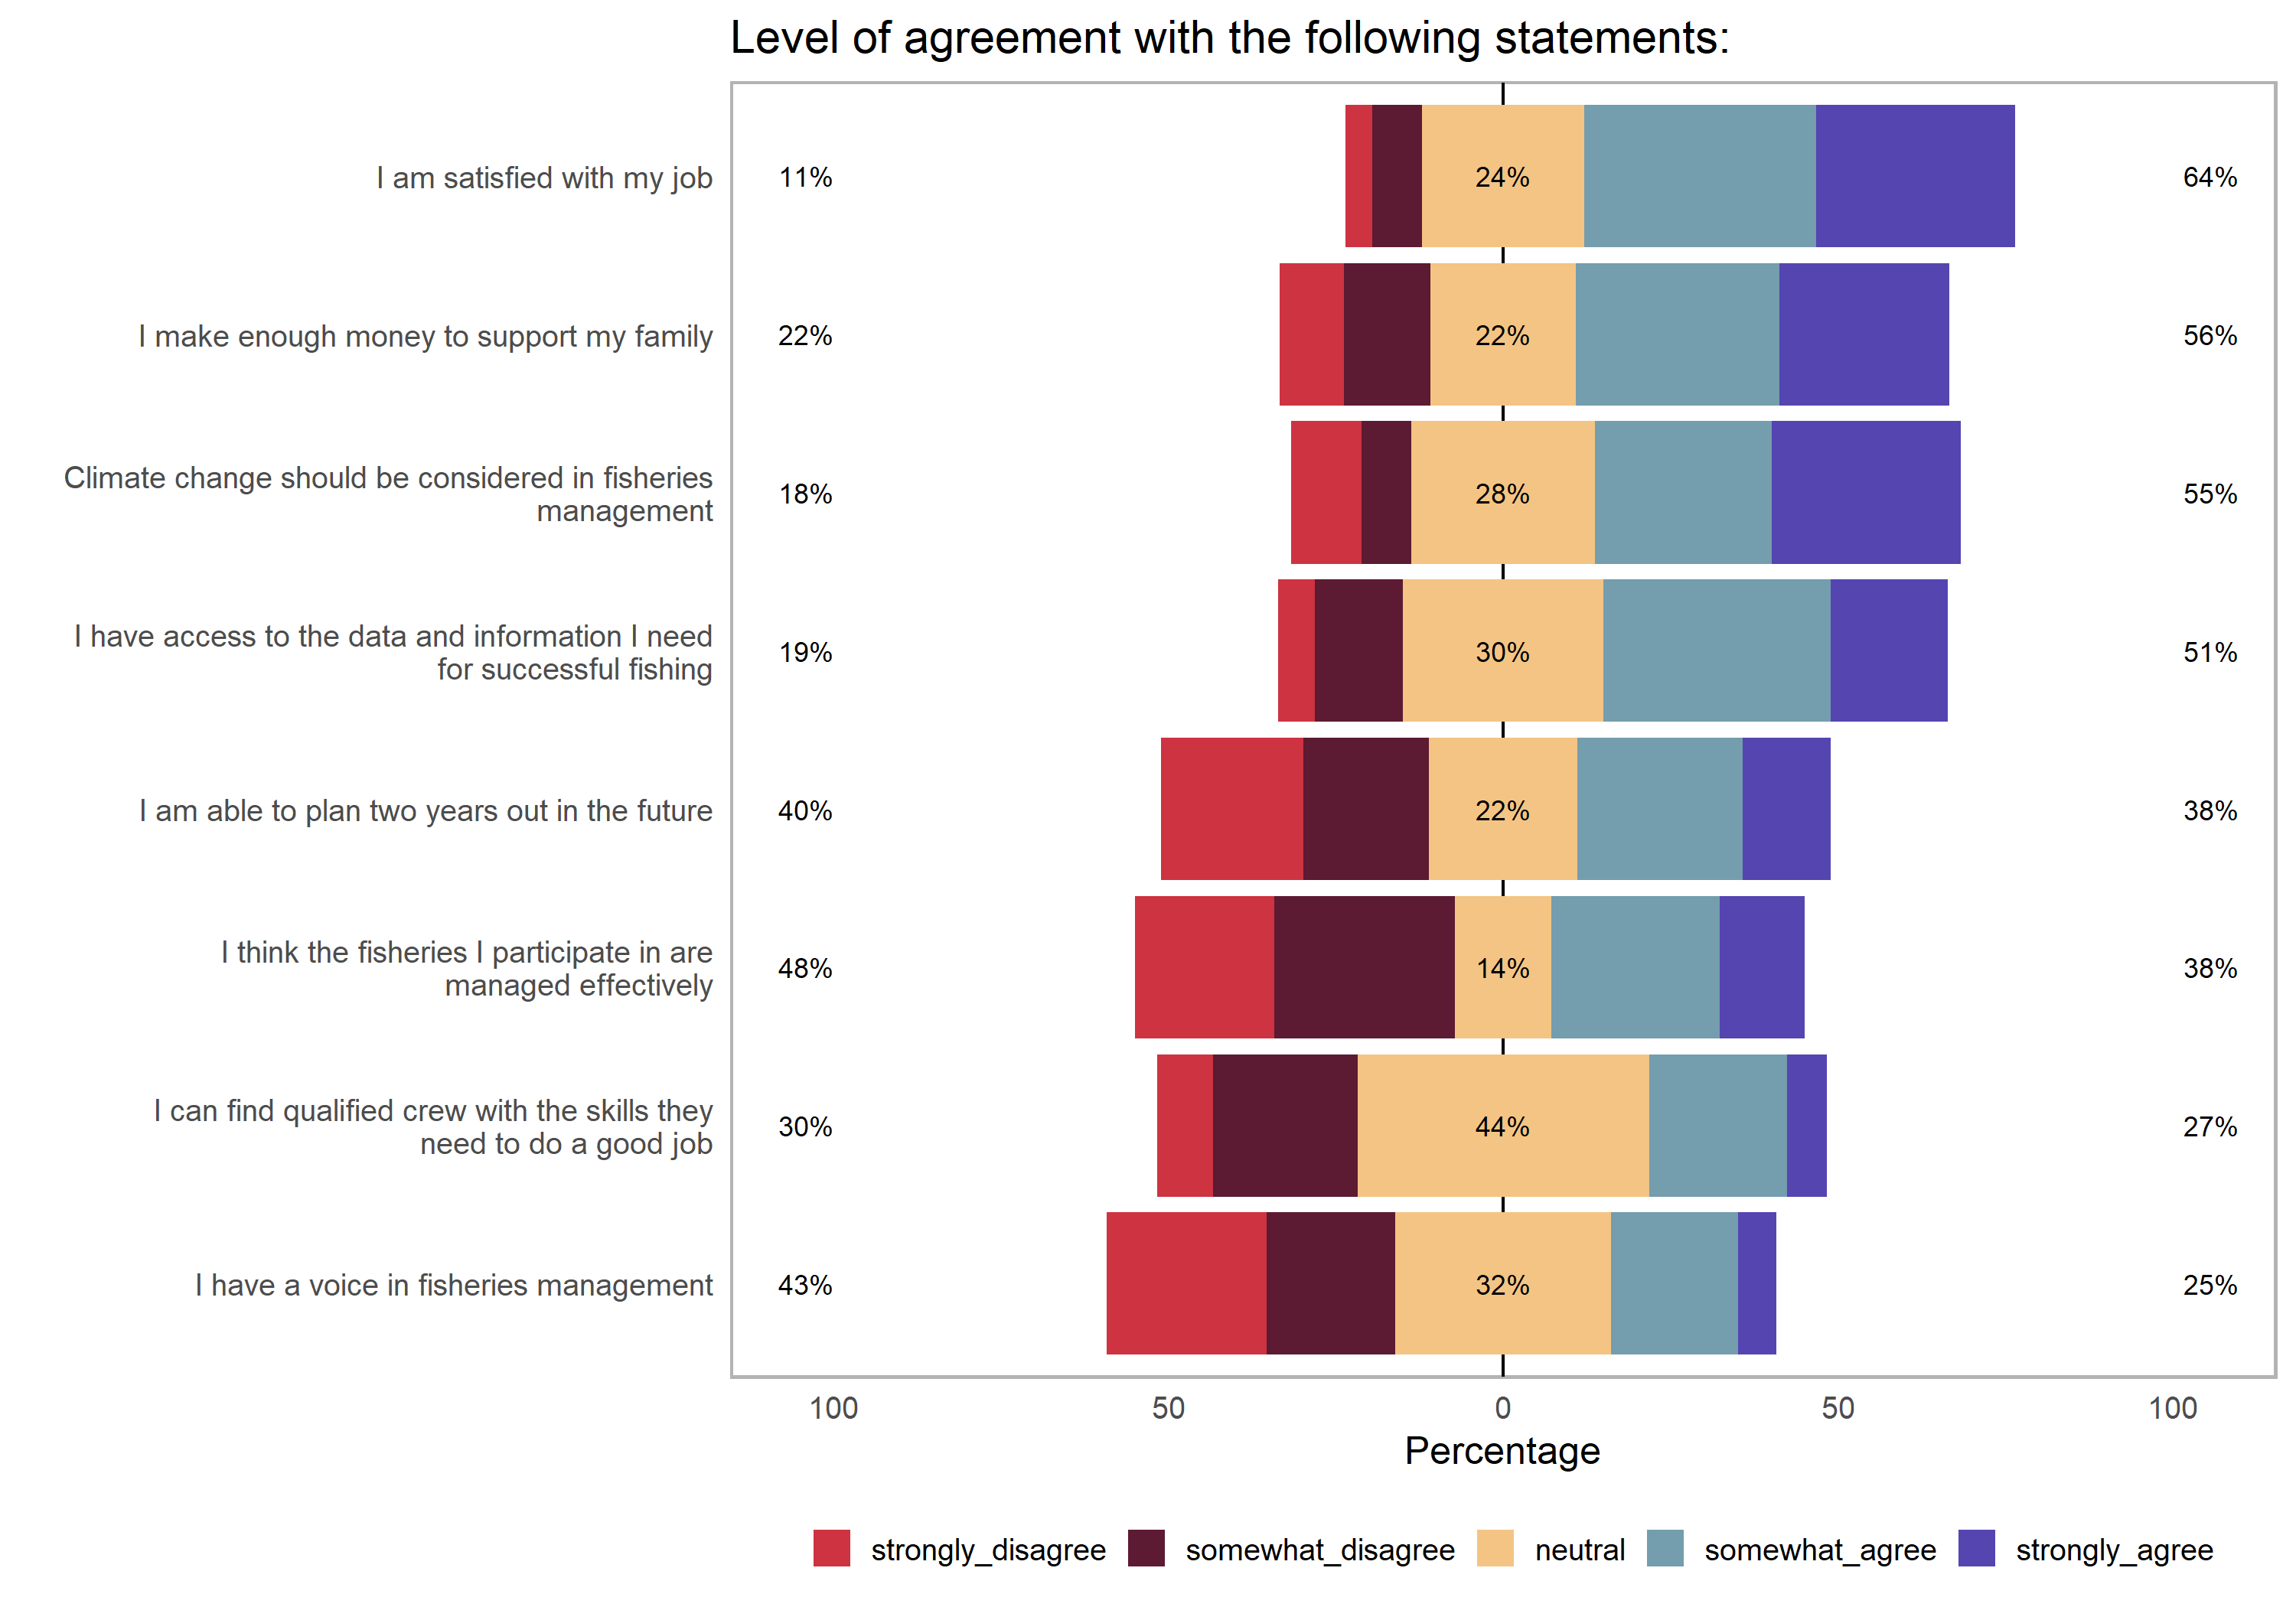 Level of agreement with the following statements:
I am satisfied with my job
11%
24%
64%
I make enough money to support my family
22%
22%
56%
Climate change should be considered in fisheries
management
18%
28%
55%
I have access to the data and information I need
for successful fishing
19%
30%
51%
I am able to plan two years out in the future
40%
22%
38%
I think the fisheries I participate in are
managed effectively
48%
14%
38%
I can find qualified crew with the skills they
need to do a good job
30%
44%
27%
I have a voice in fisheries management
43%
32%
25%
100 50 0 50 100
Percentage
strongly_disagree somewhat_disagree neutral somewhat_agree strongly_agree